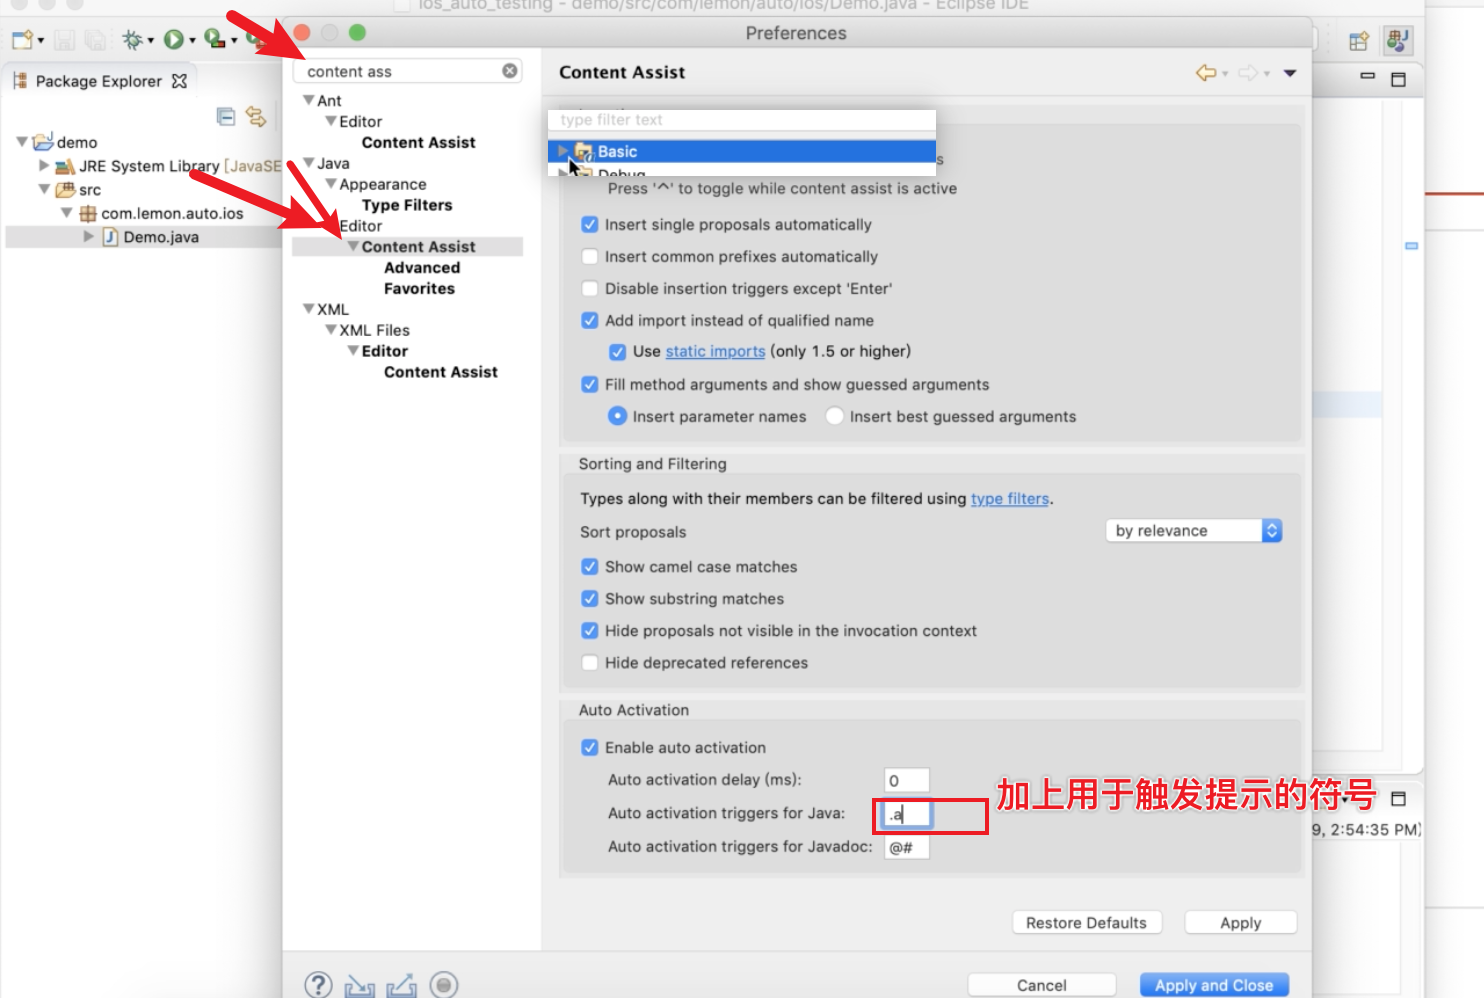 ios_auto_testing - demo/src/com/lemon/auto/ios/Demo.java - Eclipse IDE
Preferences
Package Explorer
demo
JRE System Library [JavaSE
src
com.lemon.auto.ios
Demo.java
content ass
Ant
Editor
Content Assist
Java
Appearance
Type Filters
Editor
Content Assist
Advanced
Favorites
XML
XML Files
Editor
Content Assist
Content Assist
type filter text
Basic
Debug
Press '^' to toggle while content assist is active
Insert single proposals automatically
Insert common prefixes automatically
Disable insertion triggers except 'Enter'
Add import instead of qualified name
Use static imports (only 1.5 or higher)
Fill method arguments and show guessed arguments
Insert parameter names Insert best guessed arguments
Sorting and Filtering
Types along with their members can be filtered using type filters.
Sort proposals by relevance
Show camel case matches
Show substring matches
Hide proposals not visible in the invocation context
Hide deprecated references
Auto Activation
Enable auto activation
Auto activation delay (ms): 0
Auto activation triggers for Java: .a
加上用于触发提示的符号
Auto activation triggers for Javadoc: @#
9, 2:54:35 PM)
Restore Defaults Apply
Cancel Apply and Close